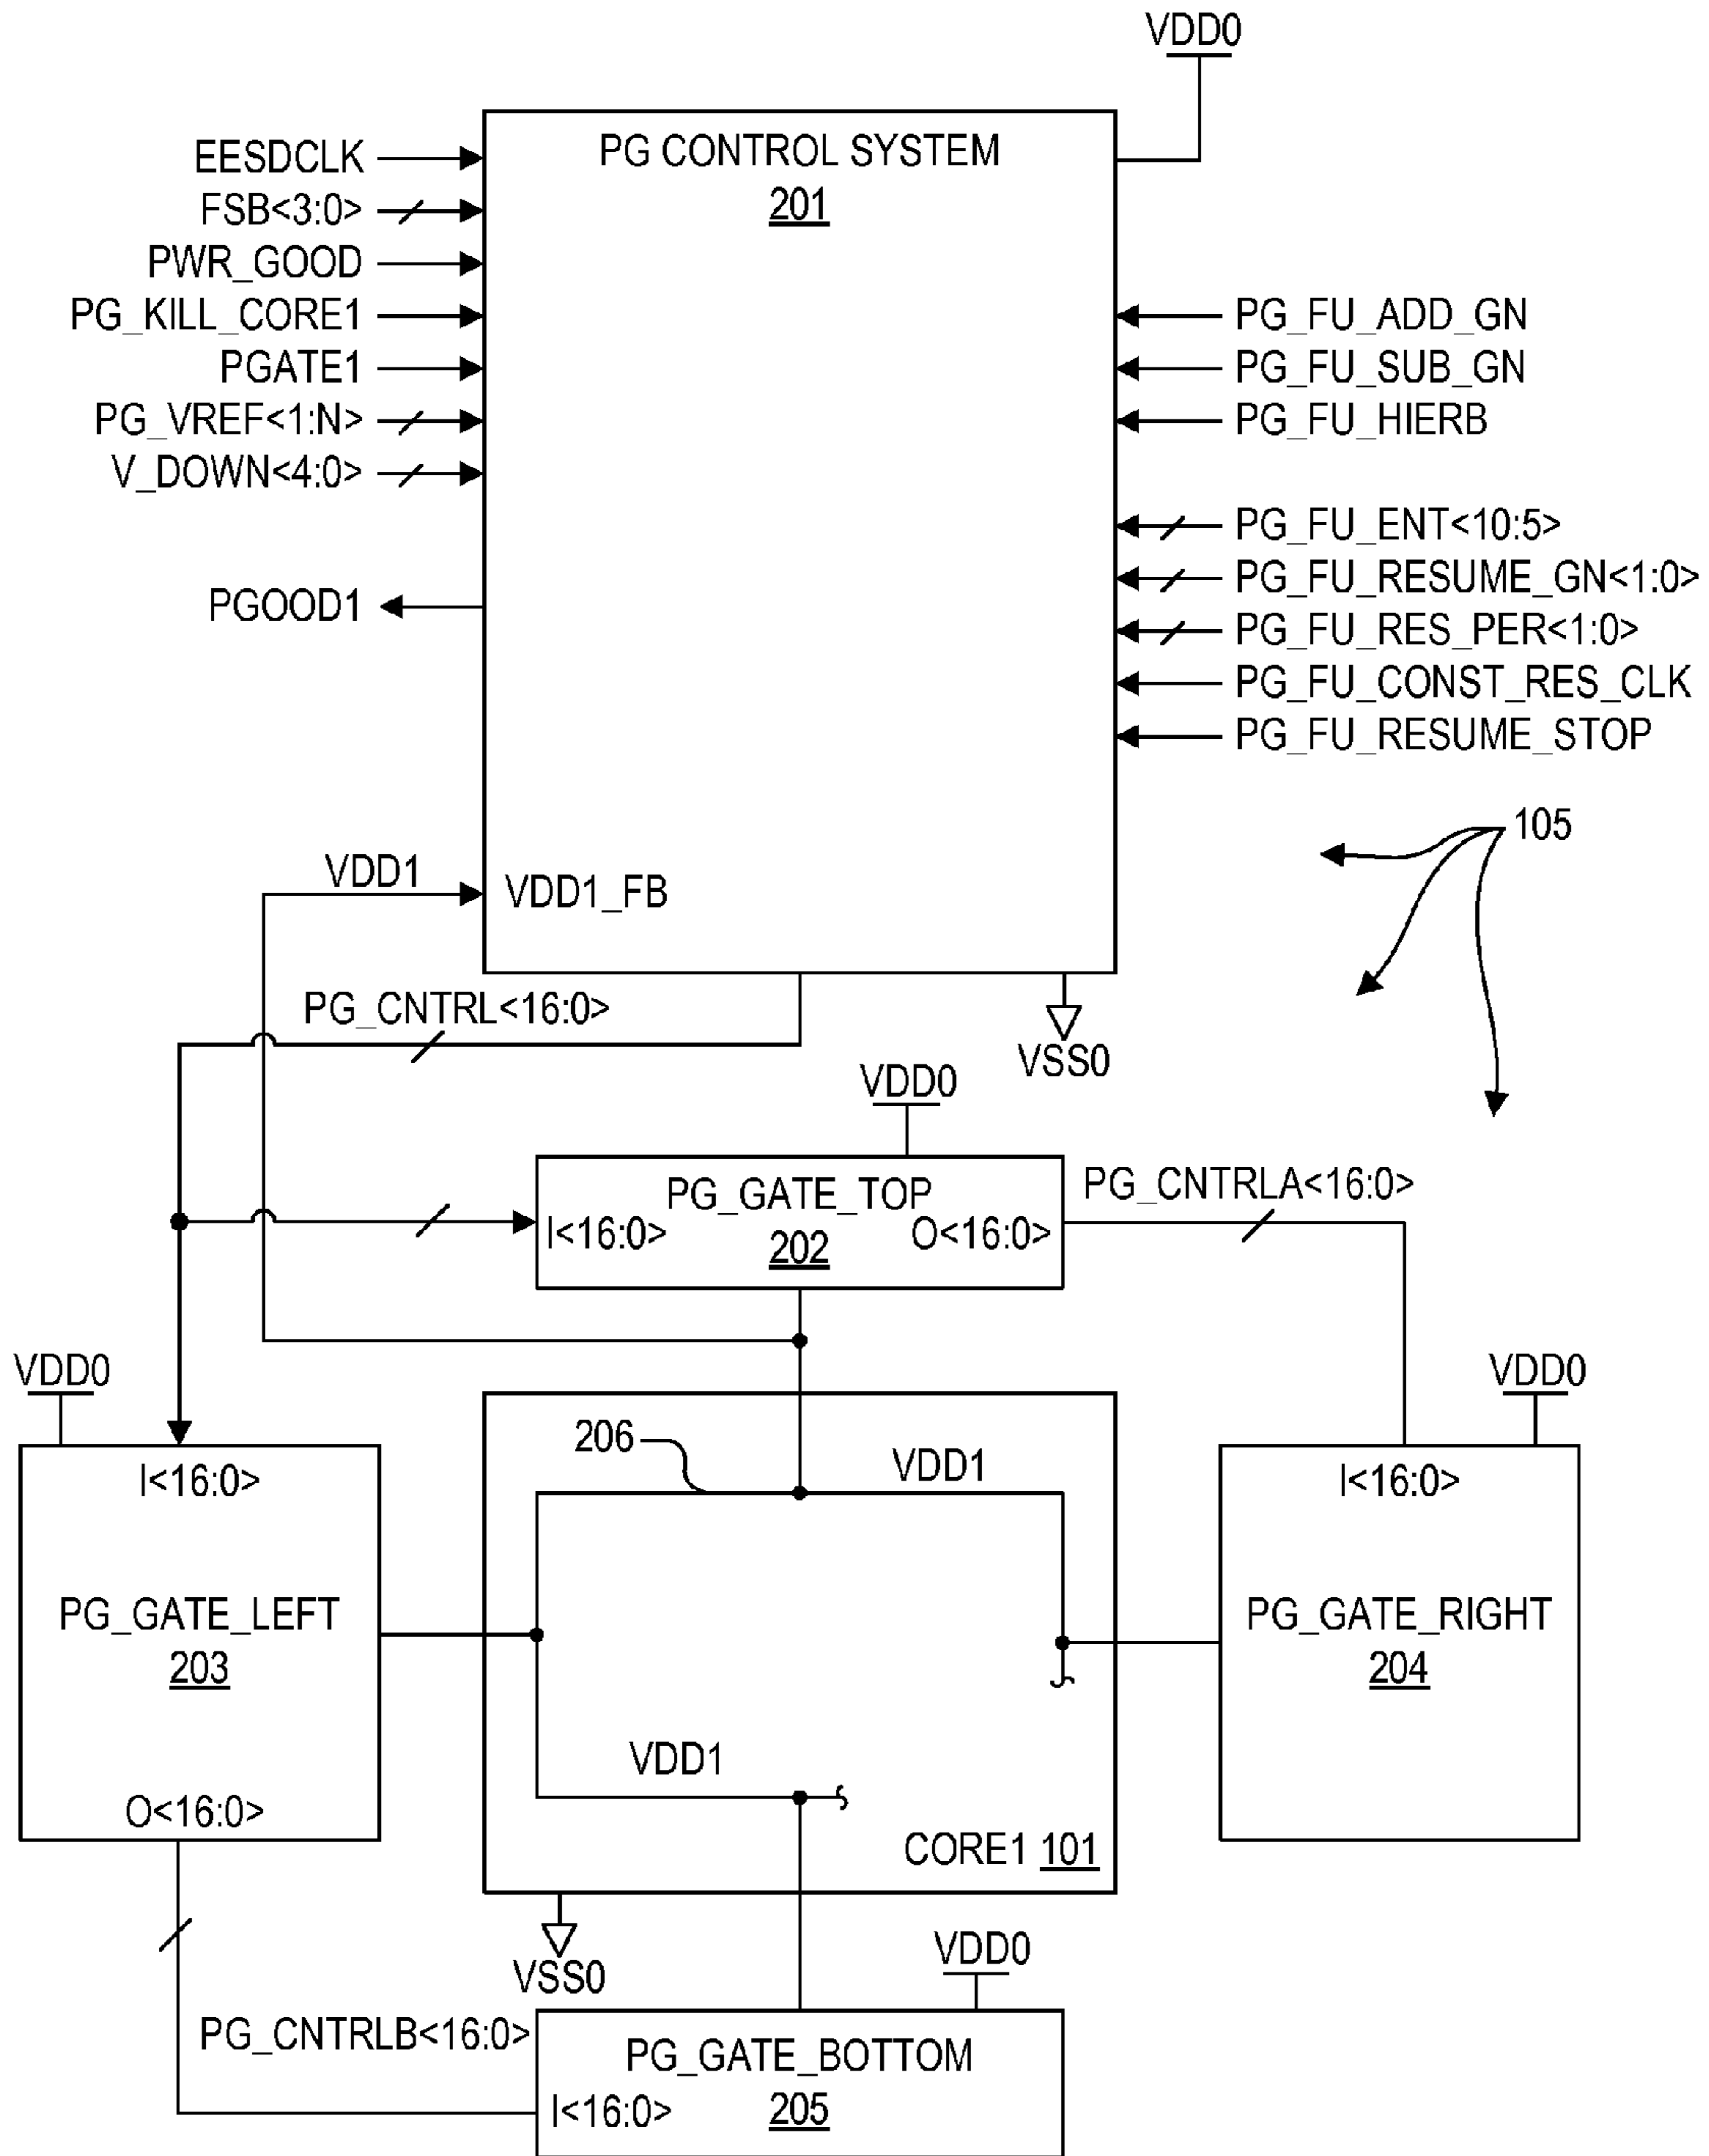 VDD0
PG CONTROL SYSTEM
201
EESDCLK
FSB<3:0>
PWR_GOOD
PG_KILL_CORE1
PGATE1
PG_VREF<1:N>
V_DOWN<4:0>
PGOOD1
PG_FU_ADD_GN
PG_FU_SUB_GN
PG_FU_HIERB
PG_FU_ENT<10:5>
PG_FU_RESUME_GN<1:0>
PG_FU_RES_PER<1:0>
PG_FU_CONST_RES_CLK
PG_FU_RESUME_STOP
105
VDD1
VDD1_FB
PG_CNTRL<16:0>
VSS0
VDD0
PG_GATE_TOP
I<16:0>
202
O<16:0>
PG_CNTRLA<16:0>
VDD0
VDD0
206
VDD1
I<16:0>
PG_GATE_LEFT
203
O<16:0>
I<16:0>
PG_GATE_RIGHT
204
VDD1
CORE1 101
VSS0
VDD0
PG_CNTRLB<16:0>
PG_GATE_BOTTOM
I<16:0>
205